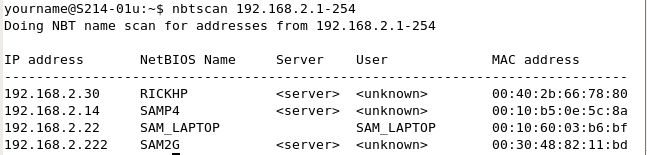 yourname@S214-01u:~$ nbtscan 192.168.2.1-254
Doing NBT name scan for addresses from 192.168.2.1-254

IP address       NetBIOS Name     Server    User             MAC address
------------------------------------------------------------------------------
192.168.2.30     RICKHP           <server>  <unknown>        00:40:2b:66:78:80
192.168.2.14     SAMP4            <server>  <unknown>        00:10:b5:0e:5c:8a
192.168.2.22     SAM_LAPTOP                 SAM_LAPTOP       00:10:60:03:b6:bf
192.168.2.222    SAM2G            <server>  <unknown>        00:30:48:82:11:bd